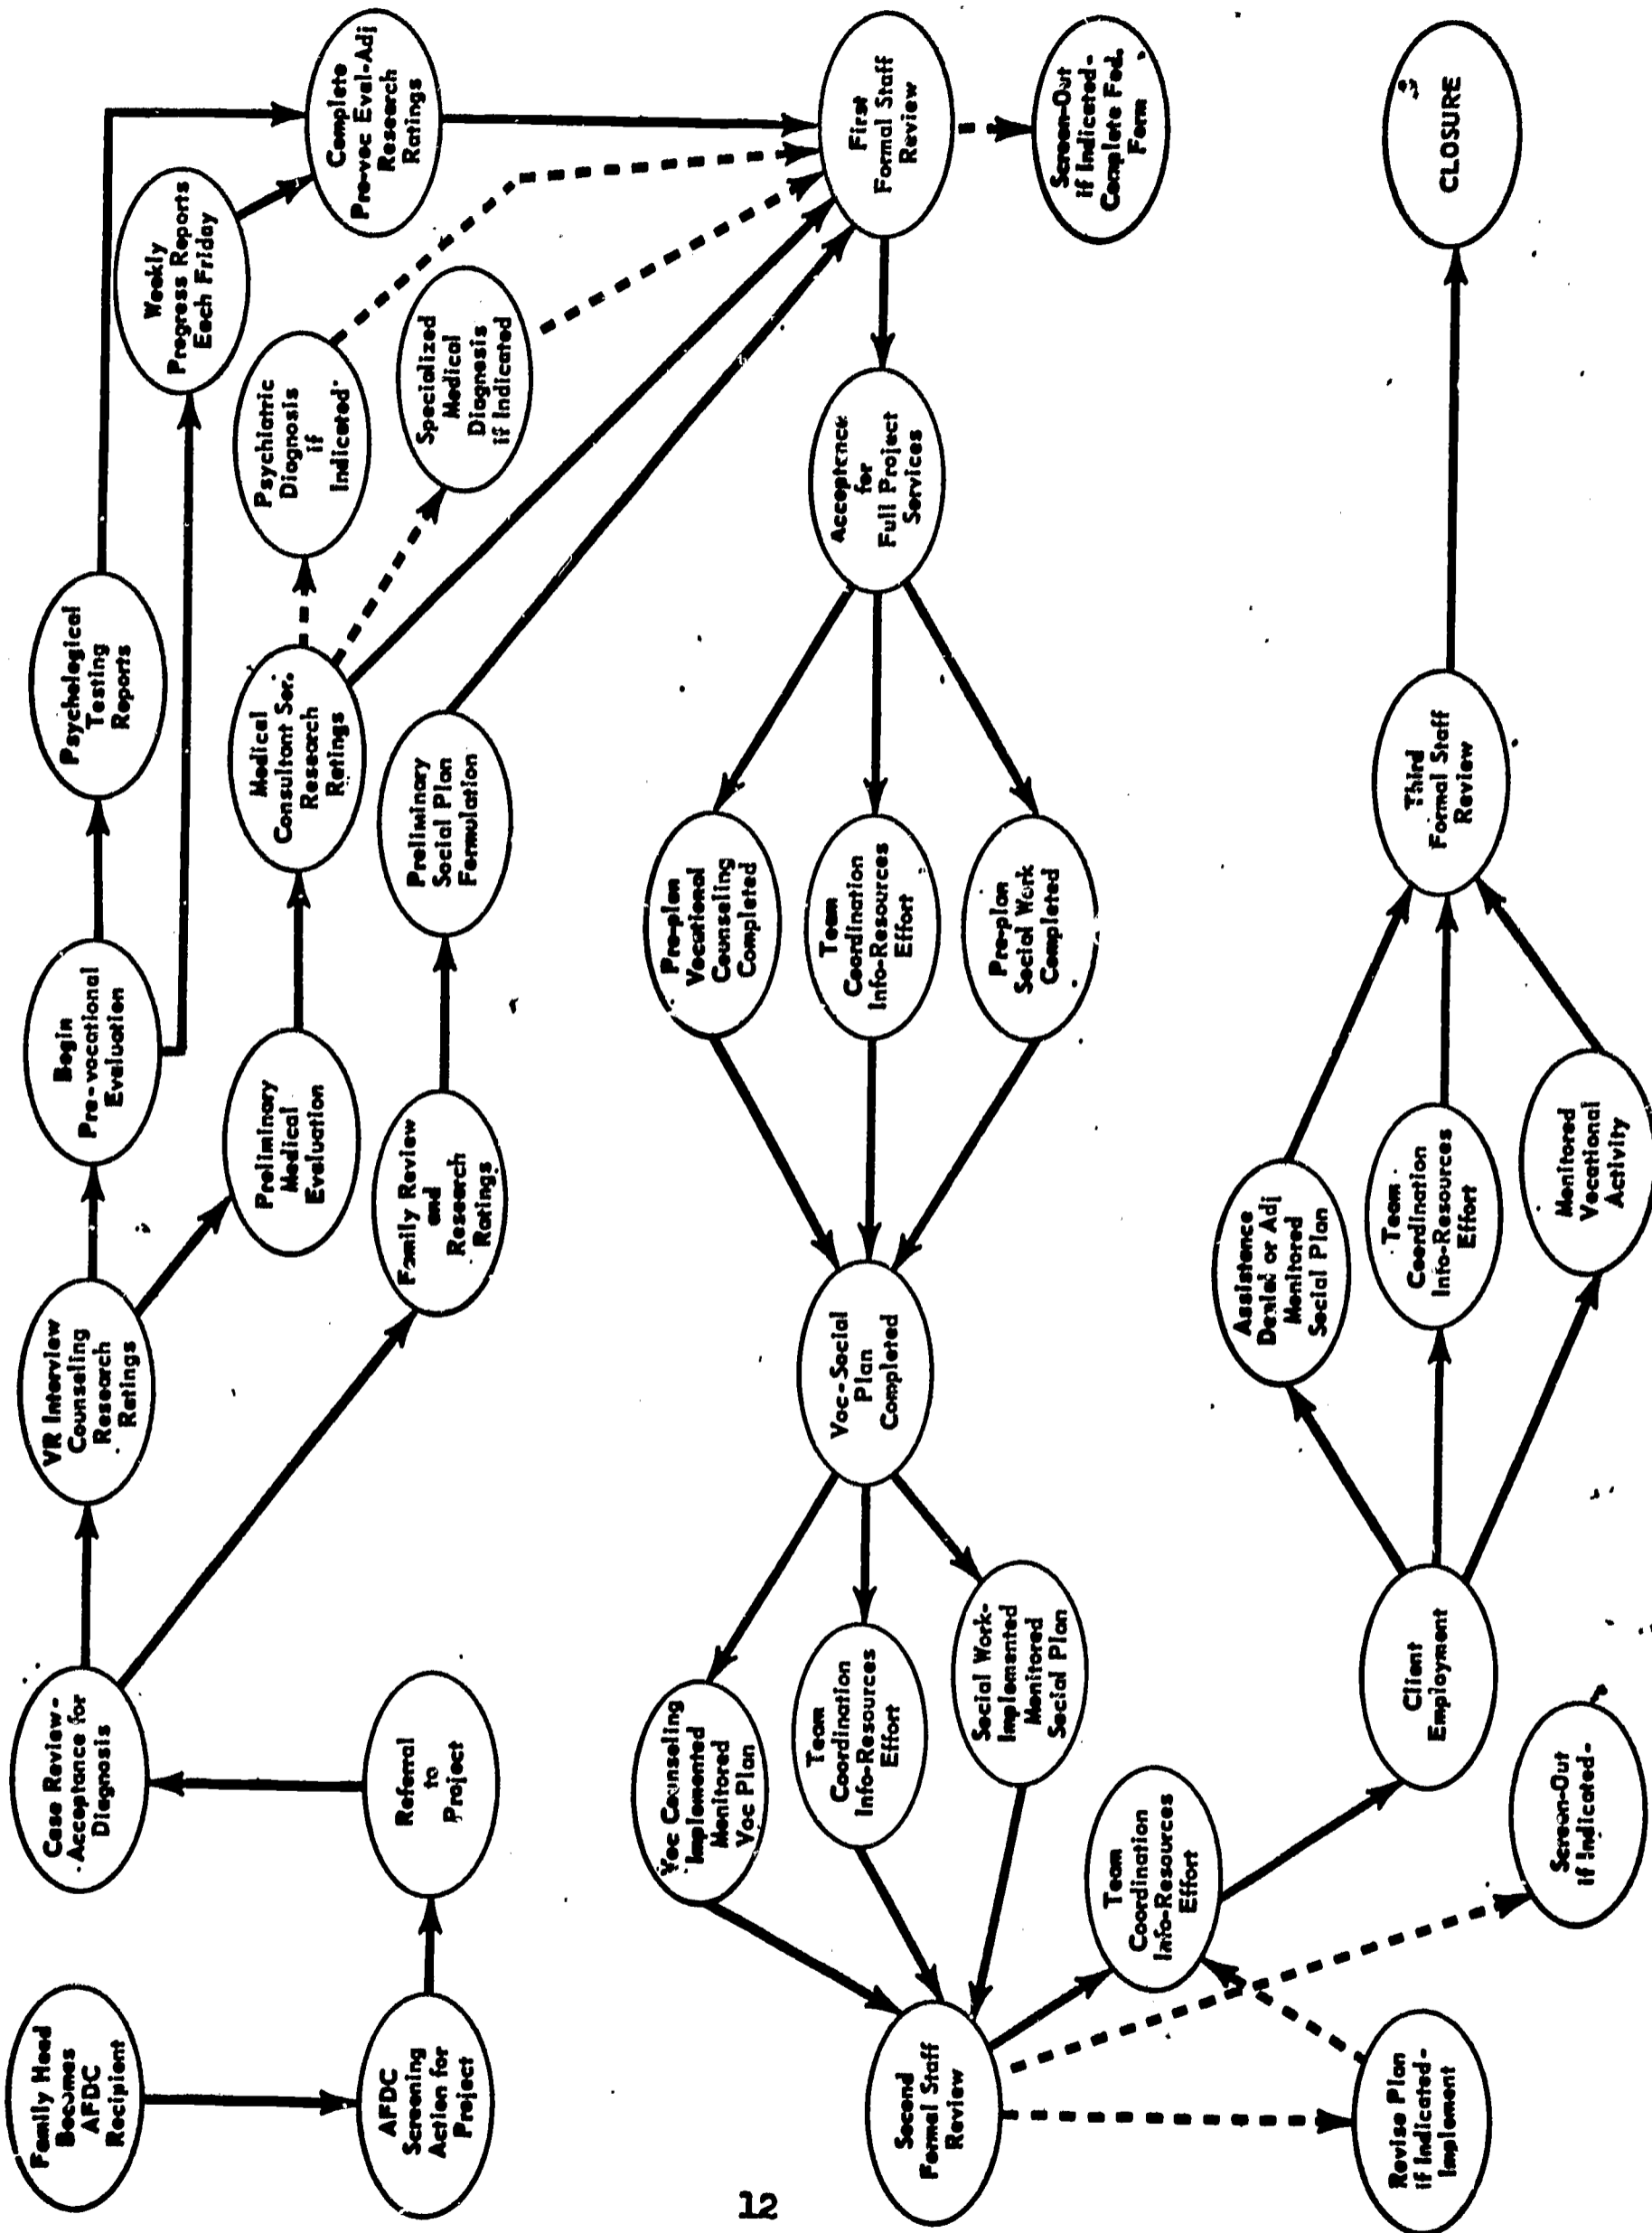 Family Head
Becomes
AFDC
Recipient
AFDC
Screening
Action for
Project
Referral
to
Project
Case Review-
Acceptance for
Diagnosis
VR Interview
Counseling
Research
Ratings
Begin
Pre-vocational
Evaluation
Psychological
Testing
Reports
Weekly
Progress Reports
Each Friday
Complete
Pre-voc Eval-Adj
Research
Ratings
Preliminary
Medical
Evaluation
Medical
Consultant Ser.
Research
Ratings
Psychiatric
Diagnosis
if
Indicated-
Specialized
Medical
Diagnosis
if Indicated
Family Review
and
Research
Ratings
Preliminary
Social Plan
Formulation
First
Formal Staff
Review
Screen-Out
if Indicated-
Complete Fed.
Form
Acceptance
for
Full Project
Services
Pre-plan
Vocational
Counseling
Completed
Team
Coordination
Info-Resources
Effort
Pre-plan
Social Work
Completed
Voc-Social
Plan
Completed
Voc Counseling
Implemented
Monitored
Voc Plan
Team
Coordination
Info-Resources
Effort
Social Work-
Implemented
Monitored
Social Plan
Second
Formal Staff
Review
Team
Coordination
Info-Resources
Effort
Revise Plan
if Indicated-
Implement
Screen-Out
if Indicated-
Client
Employment
Assistance
Denial or Adj
Monitored
Social Plan
Team
Coordination
Info-Resources
Effort
Monitored
Vocational
Activity
Third
Formal Staff
Review
CLOSURE
12